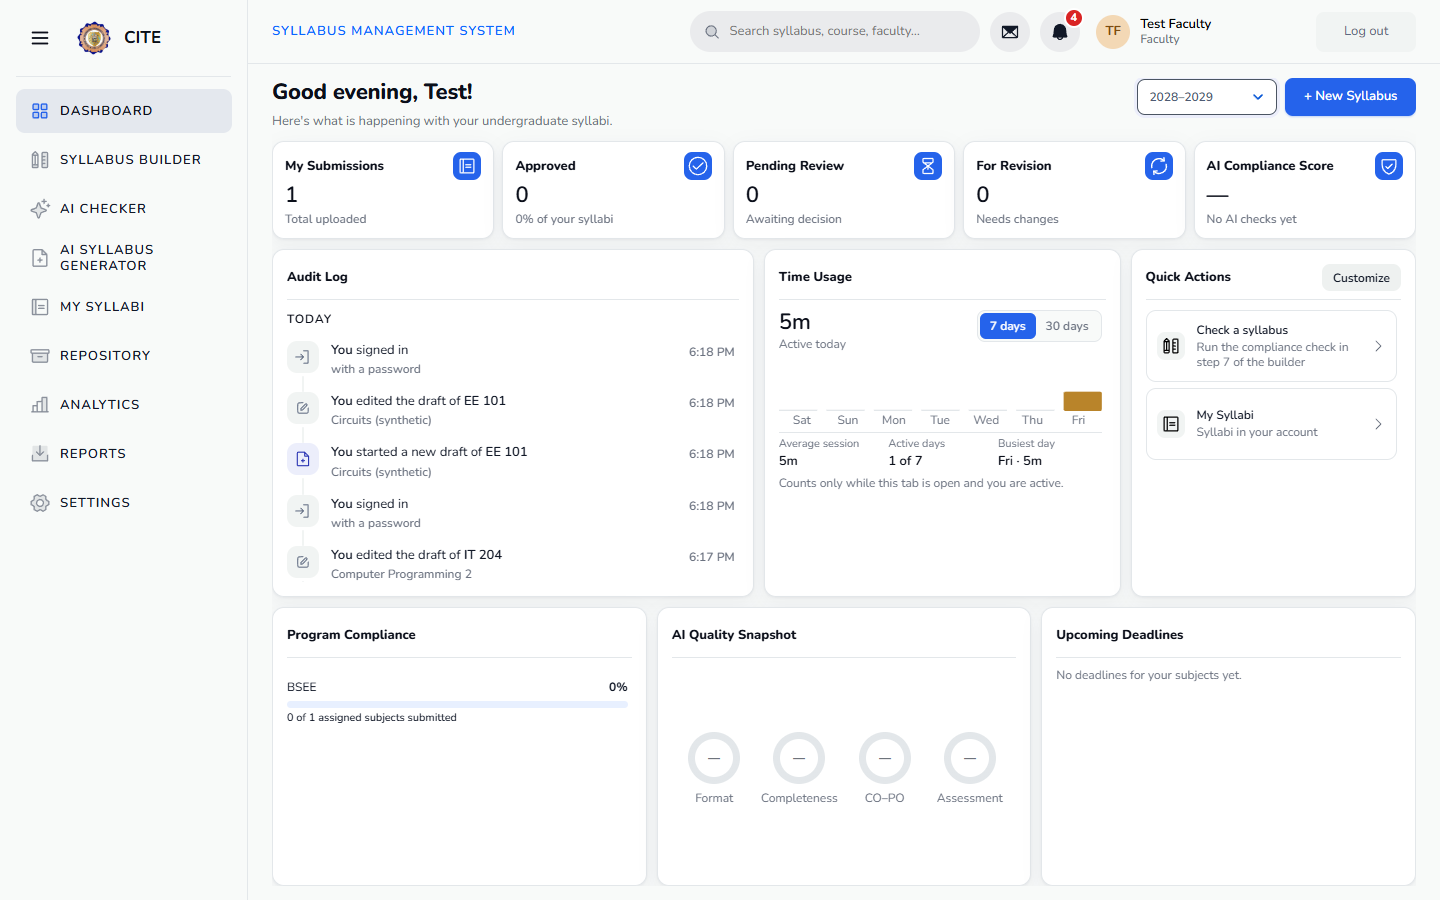 CITE
SYLLABUS MANAGEMENT SYSTEM
Search syllabus, course, faculty...
4
TF
Test Faculty
Faculty
Log out
DASHBOARD
SYLLABUS BUILDER
AI CHECKER
AI SYLLABUS
GENERATOR
MY SYLLABI
REPOSITORY
ANALYTICS
REPORTS
SETTINGS
Good evening, Test!
Here's what is happening with your undergraduate syllabi.
2028–2029
+ New Syllabus
My Submissions
1
Total uploaded
Approved
0
0% of your syllabi
Pending Review
0
Awaiting decision
For Revision
0
Needs changes
AI Compliance Score
—
No AI checks yet
Audit Log
TODAY
You signed in
with a password
6:18 PM
You edited the draft of EE 101
Circuits (synthetic)
6:18 PM
You started a new draft of EE 101
Circuits (synthetic)
6:18 PM
You signed in
with a password
6:18 PM
You edited the draft of IT 204
Computer Programming 2
6:17 PM
Time Usage
5m
Active today
7 days
30 days
Sat Sun Mon Tue Wed Thu Fri
Average session
5m
Active days
1 of 7
Busiest day
Fri · 5m
Counts only while this tab is open and you are active.
Quick Actions
Customize
Check a syllabus
Run the compliance check in
step 7 of the builder
My Syllabi
Syllabi in your account
Program Compliance
BSEE
0%
0 of 1 assigned subjects submitted
AI Quality Snapshot
— — — —
Format Completeness CO–PO Assessment
Upcoming Deadlines
No deadlines for your subjects yet.